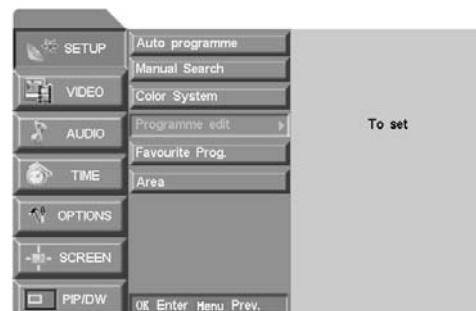 SETUP
VIDEO
AUDIO
TIME
OPTIONS
SCREEN
PIP/DW
Auto programme
Manual Search
Color System
Programme edit
Favourite Prog.
Area
OK Enter Menu Prev.
To set